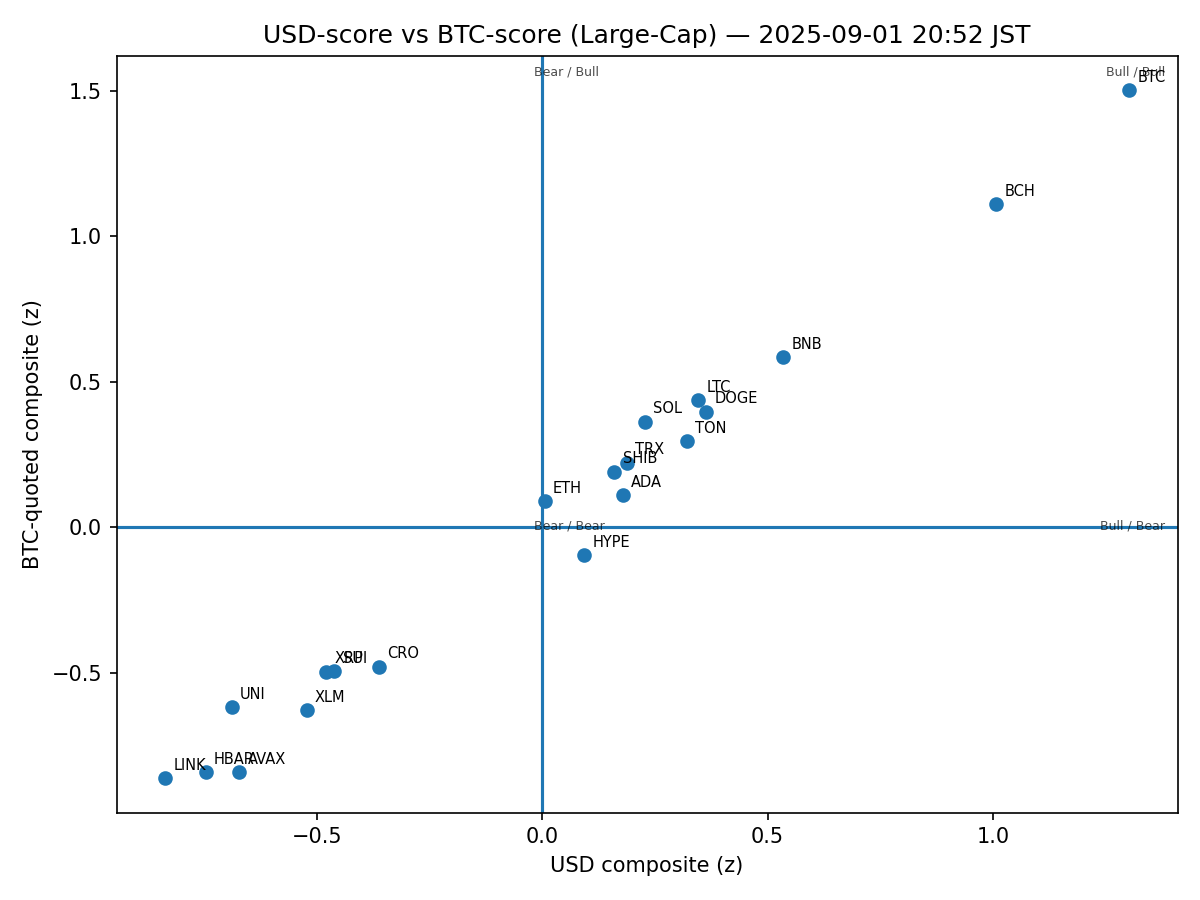 USD-score vs BTC-score (Large-Cap) — 2025-09-01 20:52 JST
Bear / Bull
Bull / Bull
BTC
1.5
BCH
1.0
BNB
0.5
LTC
DOGE
SOL
TON
TRX
SHIB
ADA
ETH
0.0
Bear / Bear
Bull / Bear
HYPE
−0.5
XRP
SUI
CRO
UNI
XLM
LINK
HBAR
AVAX
−0.5
0.0
0.5
1.0
USD composite (z)
BTC-quoted composite (z)